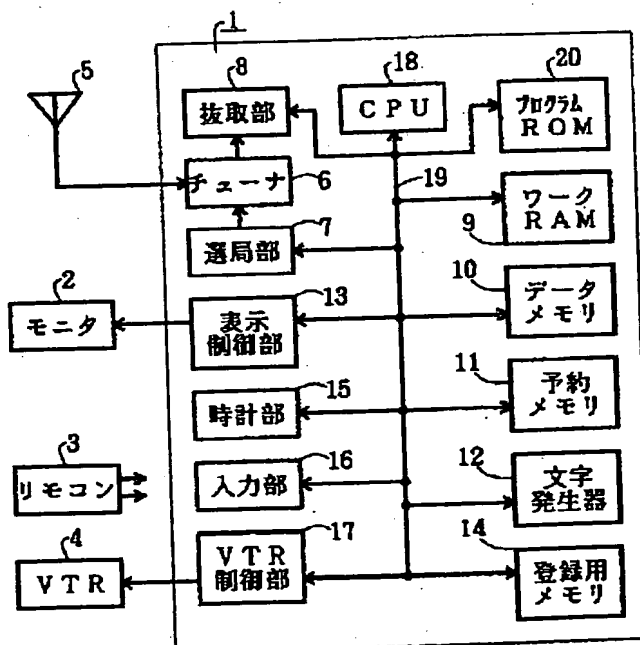 1
5
8
抜取部
18
CPU
20
プログラム
ROM
チューナ
6
19
ワーク
RAM
9
7
選局部
2
モニタ
13
表示
制御部
10
データ
メモリ
15
時計部
11
予約
メモリ
3
リモコン
16
入力部
12
文字
発生器
4
VTR
17
VTR
制御部
14
登録用
メモリ